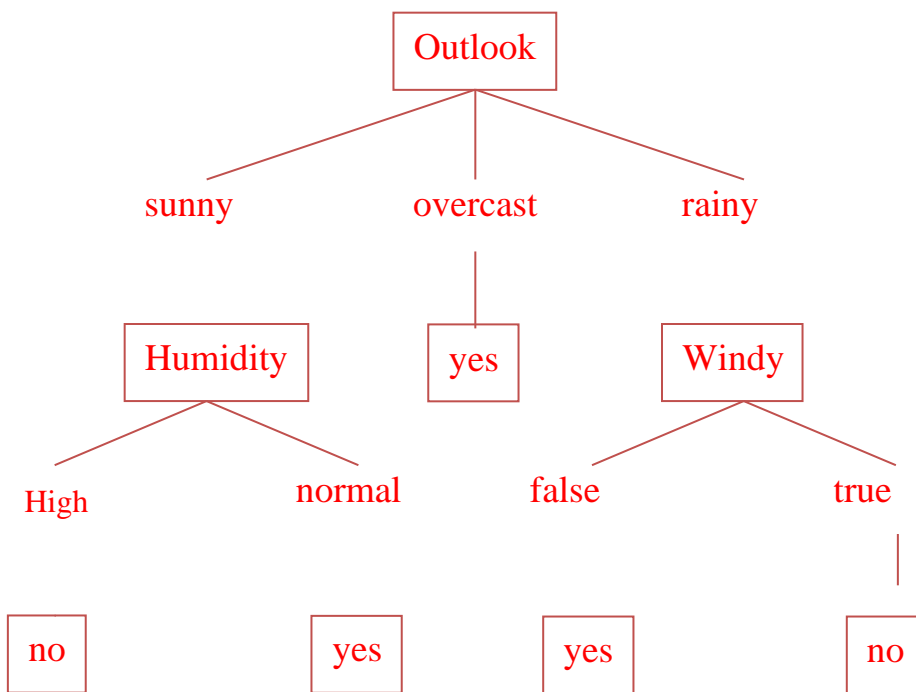 Outlook
sunny overcast rainy
Humidity yes Windy
High normal false true
no yes yes no